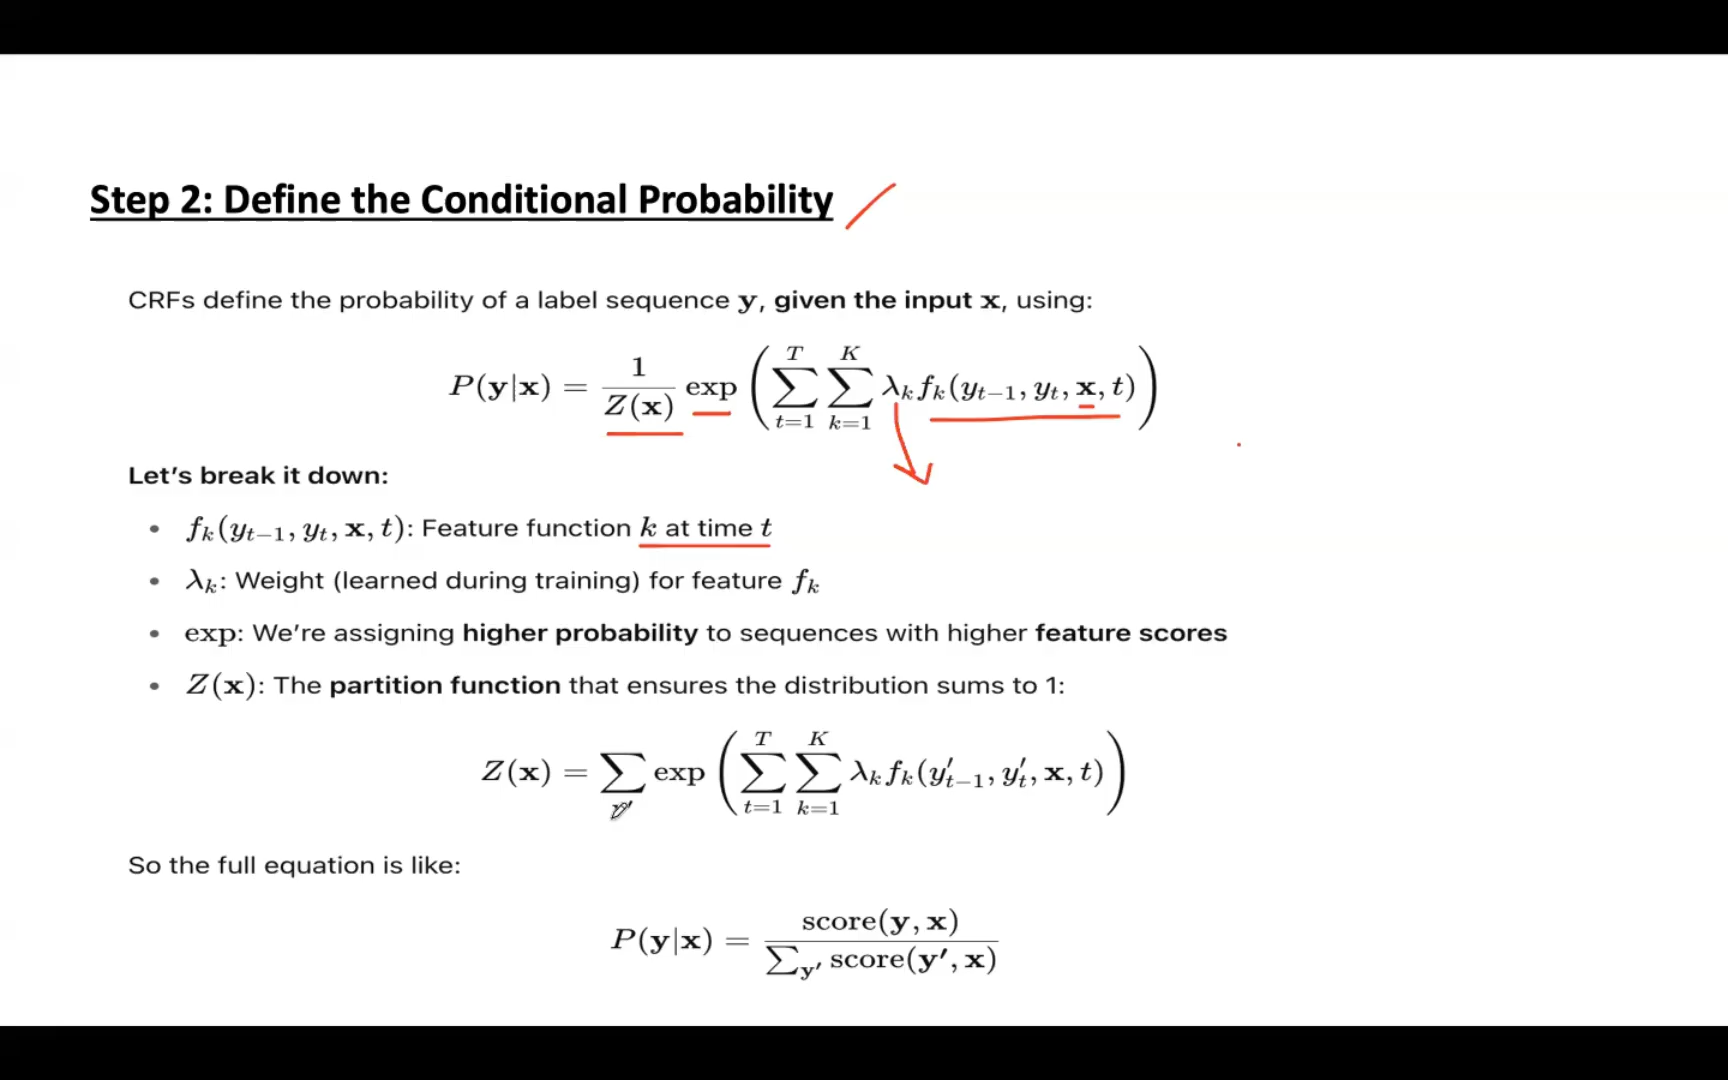 Step 2: Define the Conditional Probability
CRFs define the probability of a label sequence y, given the input x, using:
P(y|x) = 1/Z(x) exp (∑_{t=1}^{T} ∑_{k=1}^{K} λ_k f_k(y_{t−1}, y_t, x, t))
Let's break it down:
• f_k(y_{t−1}, y_t, x, t): Feature function k at time t
• λ_k: Weight (learned during training) for feature f_k
• exp: We're assigning higher probability to sequences with higher feature scores
• Z(x): The partition function that ensures the distribution sums to 1:
Z(x) = ∑_{y′} exp (∑_{t=1}^{T} ∑_{k=1}^{K} λ_k f_k(y′_{t−1}, y′_t, x, t))
So the full equation is like:
P(y|x) = score(y, x) / ∑_{y′} score(y′, x)